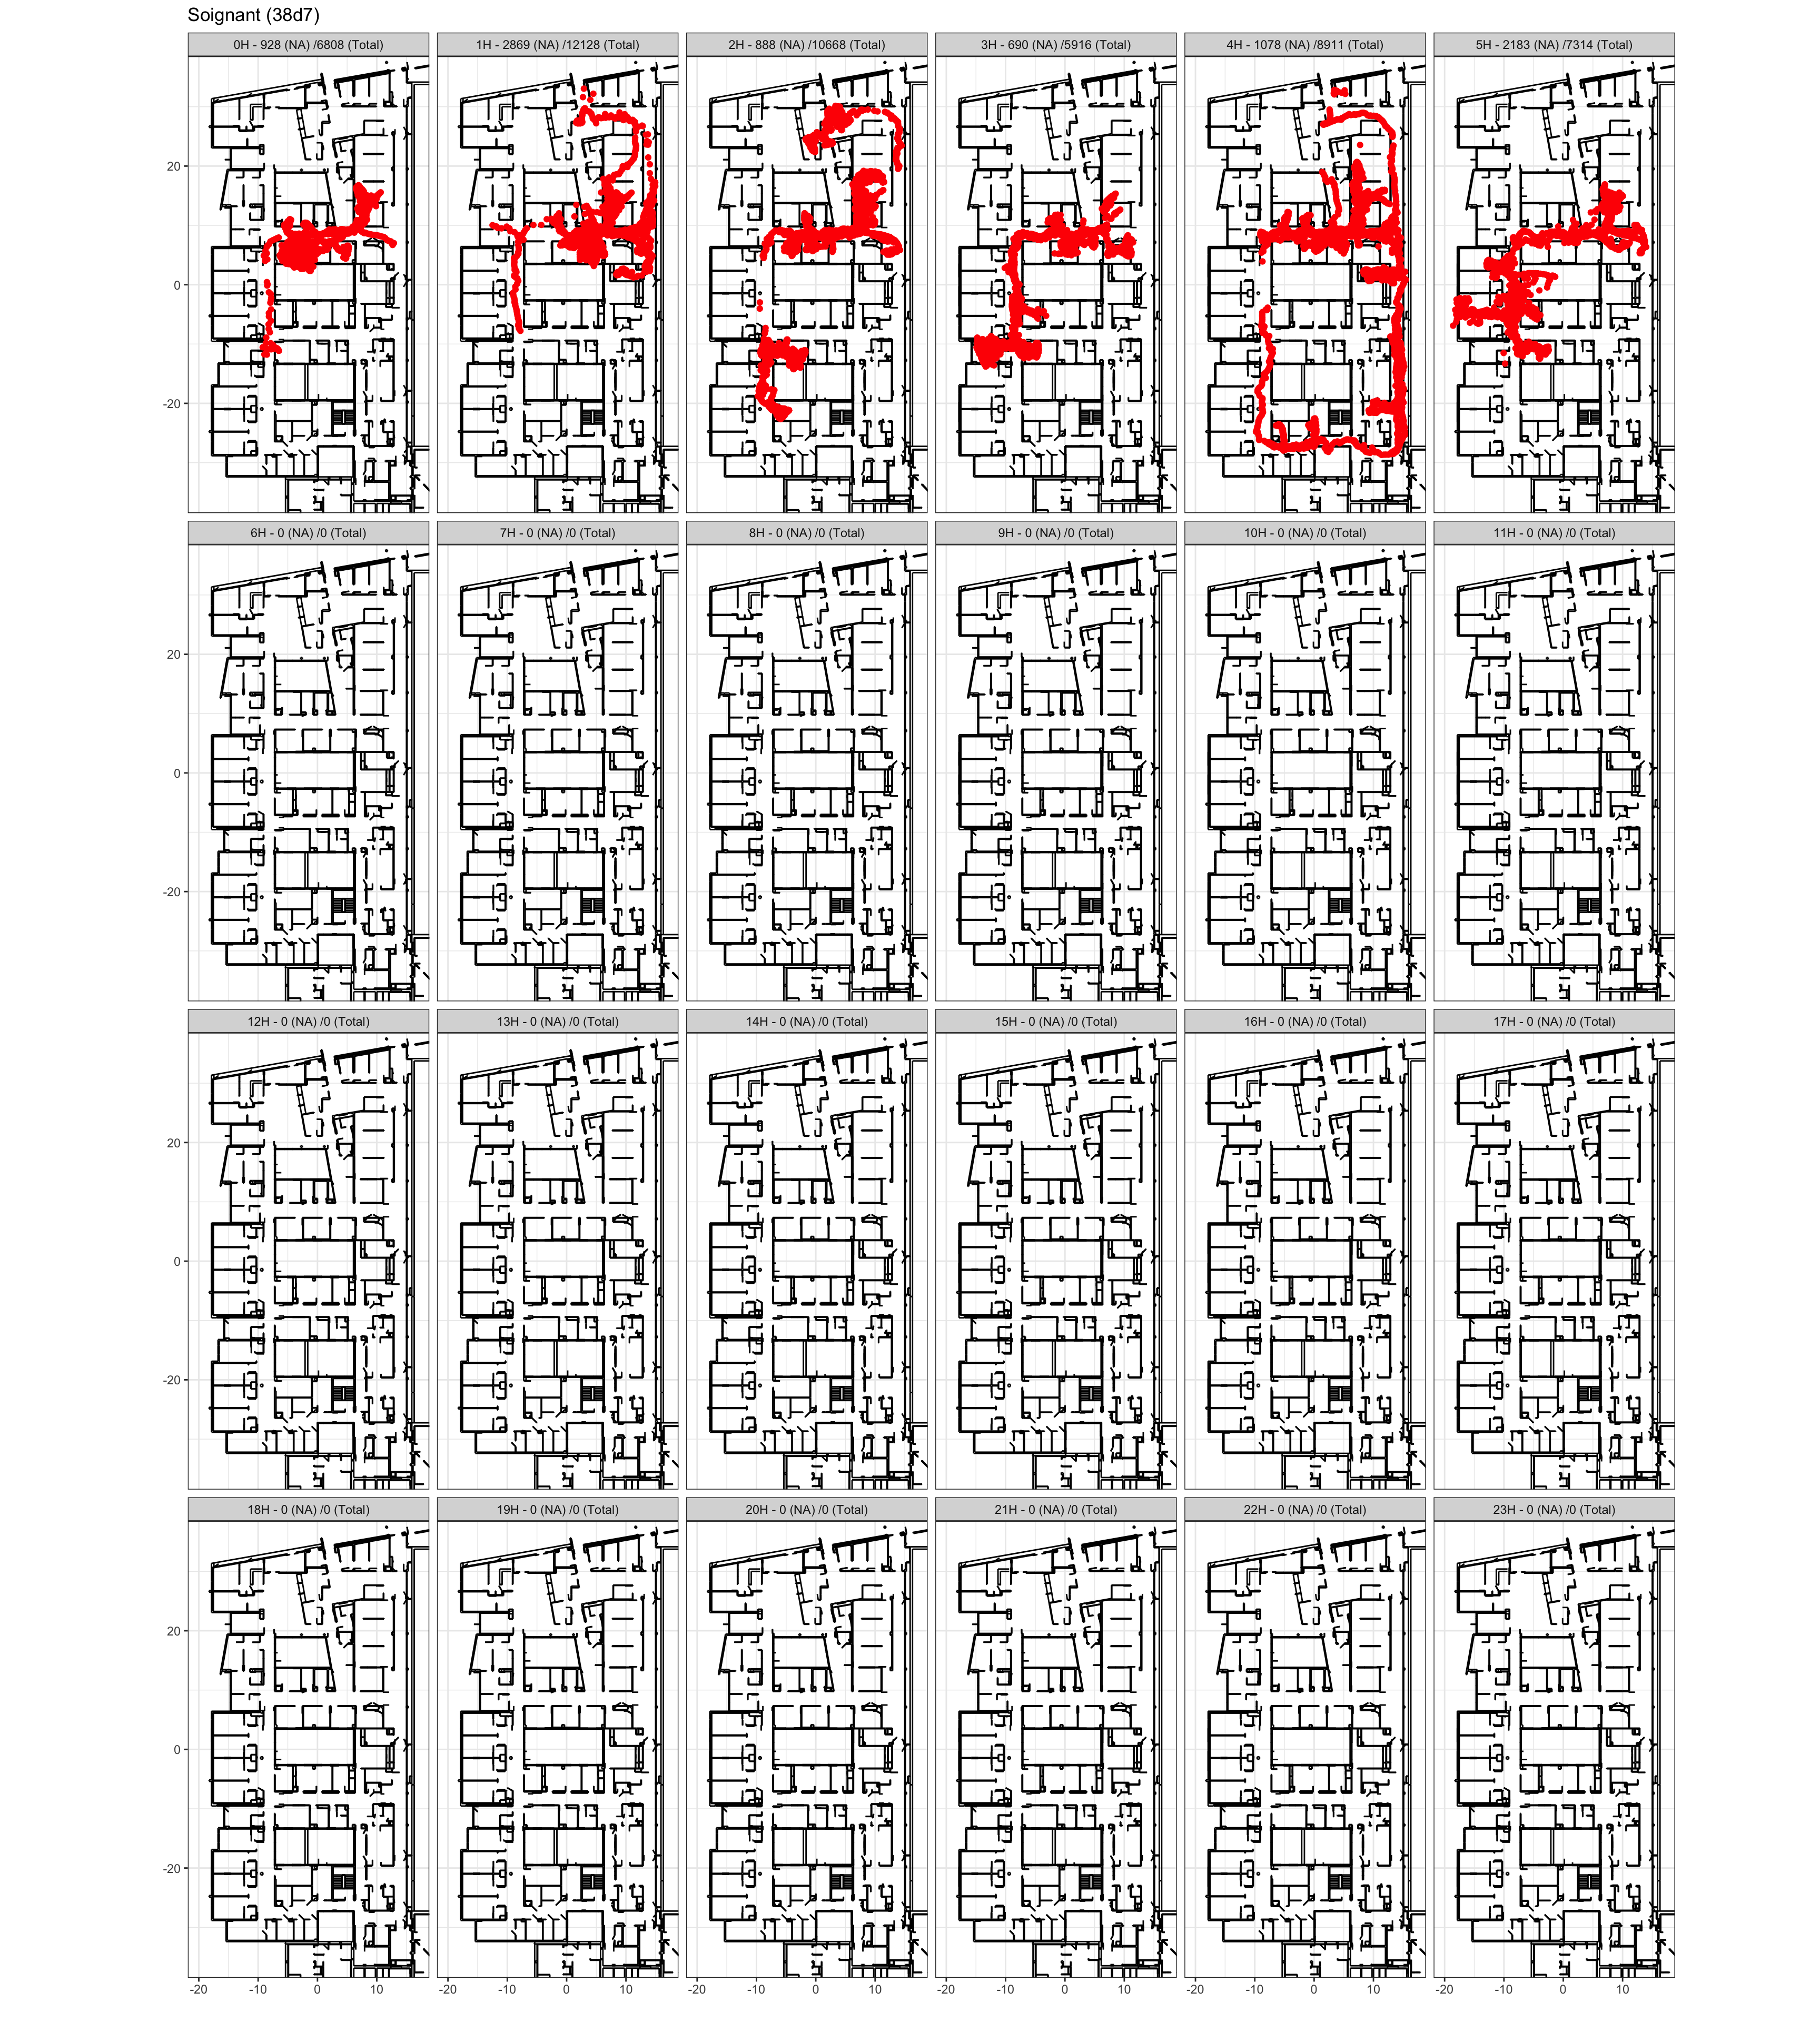 Soignant (38d7)
0H - 928 (NA) /6808 (Total) 1H - 2869 (NA) /12128 (Total) 2H - 888 (NA) /10668 (Total) 3H - 690 (NA) /5916 (Total) 4H - 1078 (NA) /8911 (Total) 5H - 2183 (NA) /7314 (Total)
20
0
-20
6H - 0 (NA) /0 (Total) 7H - 0 (NA) /0 (Total) 8H - 0 (NA) /0 (Total) 9H - 0 (NA) /0 (Total) 10H - 0 (NA) /0 (Total) 11H - 0 (NA) /0 (Total)
20
0
-20
12H - 0 (NA) /0 (Total) 13H - 0 (NA) /0 (Total) 14H - 0 (NA) /0 (Total) 15H - 0 (NA) /0 (Total) 16H - 0 (NA) /0 (Total) 17H - 0 (NA) /0 (Total)
20
0
-20
18H - 0 (NA) /0 (Total) 19H - 0 (NA) /0 (Total) 20H - 0 (NA) /0 (Total) 21H - 0 (NA) /0 (Total) 22H - 0 (NA) /0 (Total) 23H - 0 (NA) /0 (Total)
20
0
-20
-20 -10 0 10 -20 -10 0 10 -20 -10 0 10 -20 -10 0 10 -20 -10 0 10 -20 -10 0 10